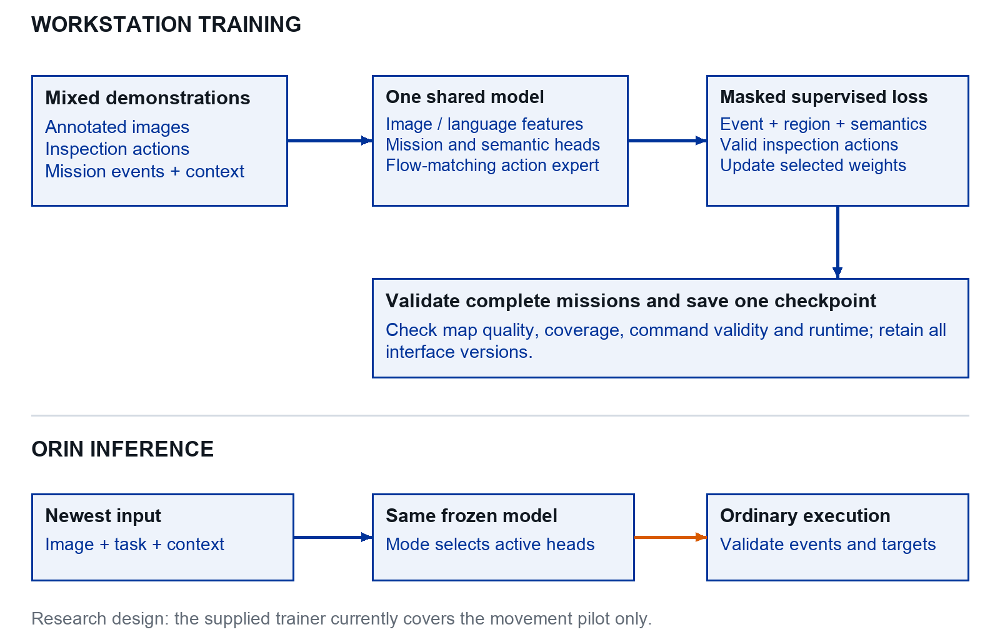 WORKSTATION TRAINING
Mixed demonstrations
Annotated images
Inspection actions
Mission events + context
One shared model
Image / language features
Mission and semantic heads
Flow-matching action expert
Masked supervised loss
Event + region + semantics
Valid inspection actions
Update selected weights
Validate complete missions and save one checkpoint
Check map quality, coverage, command validity and runtime; retain all
interface versions.
ORIN INFERENCE
Newest input
Image + task + context
Same frozen model
Mode selects active heads
Ordinary execution
Validate events and targets
Research design: the supplied trainer currently covers the movement pilot only.